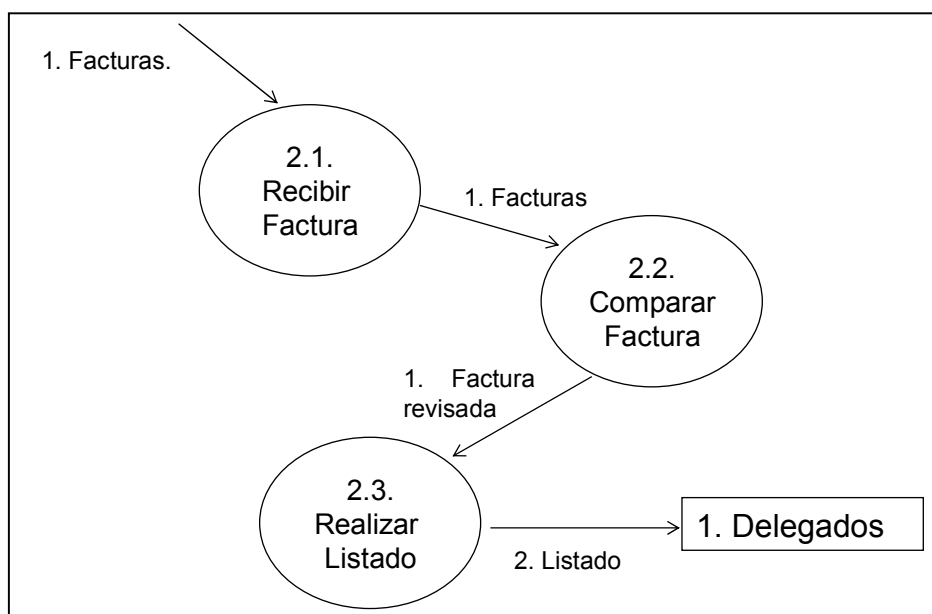 1. Facturas.
2.1.
Recibir
Factura
1. Facturas
2.2.
Comparar
Factura
1. Factura
revisada
2.3.
Realizar
Listado
2. Listado
1. Delegados